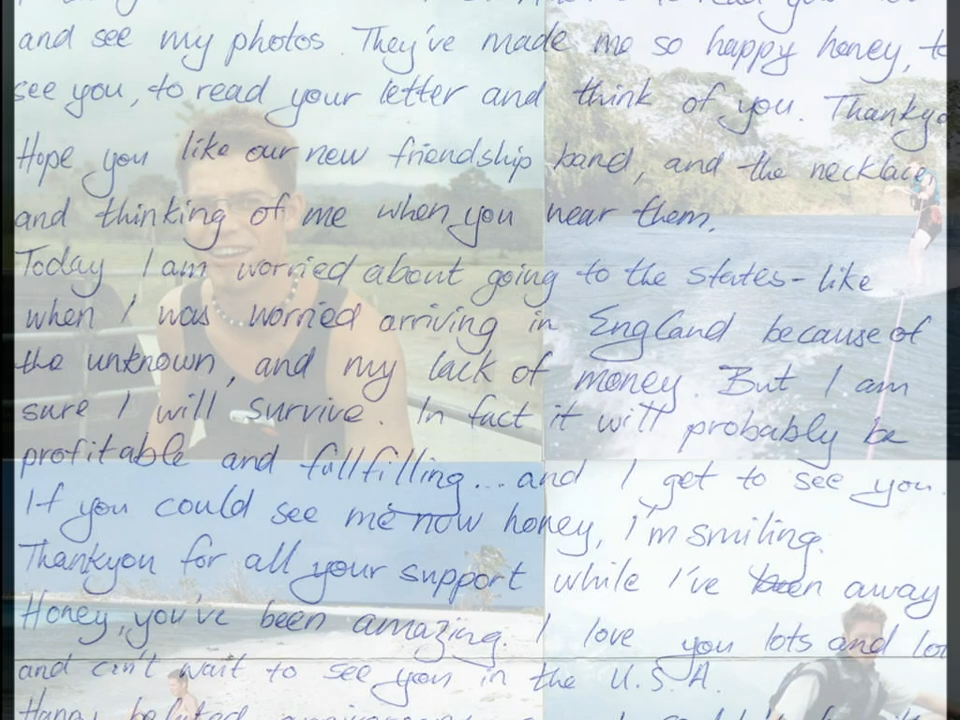 and see my photos. They've made me so happy honey, to
see you, to read your letter and think of you. Thankyo
Hope you like our new friendship band, and the necklace
and thinking of me when you near them.
Today I am worried about going to the states - like
when I was worried arriving in England because of
the unknown, and my lack of money. But I am
sure I will survive. In fact it will probably be
profitable and fullfilling... and I get to see you.
If you could see me now honey, I'm smiling.
Thankyou for all your support while I've been away
Honey, you've been amazing. I love you lots and lo
and can't wait to see you in the U.S.A.
belated